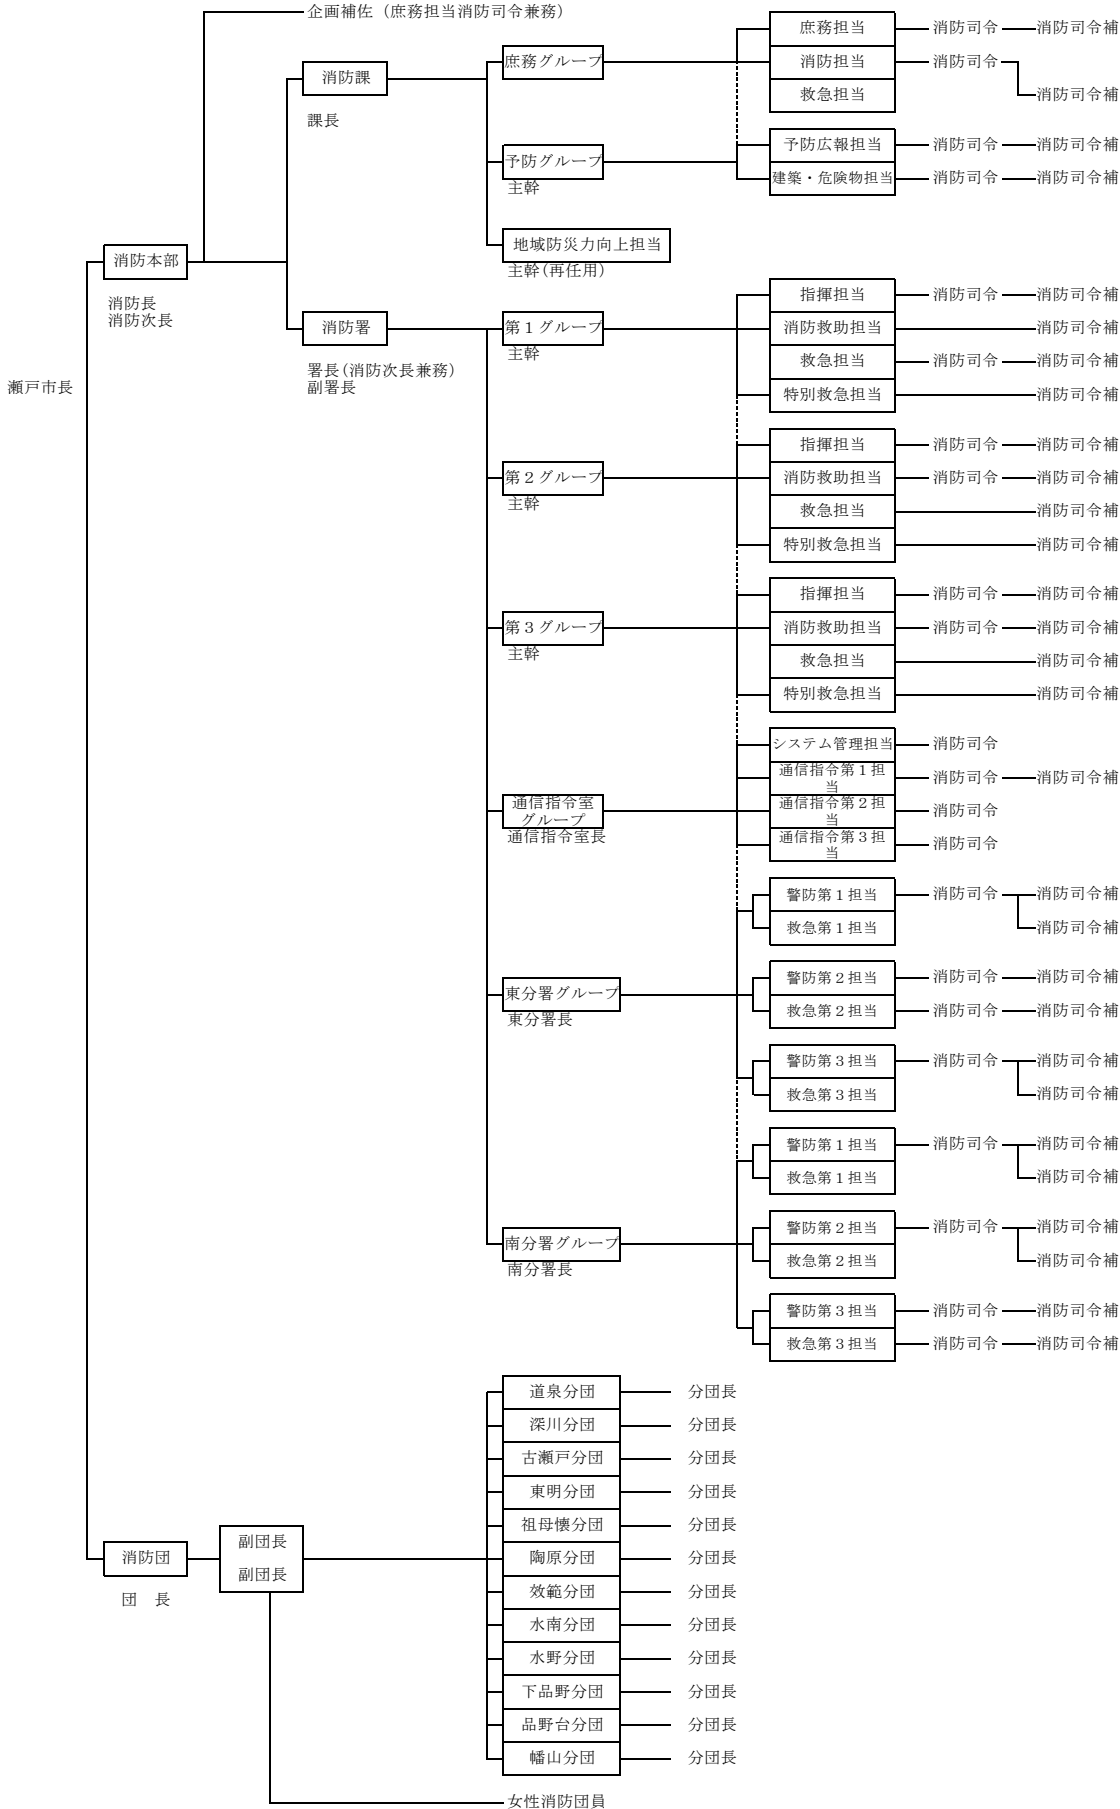 企画補佐（庶務担当消防司令兼務）
庶務担当 消防司令 消防司令補
庶務グループ 消防担当 消防司令
消防課
救急担当 消防司令補
課長
予防広報担当 消防司令 消防司令補
予防グループ
建築・危険物担当 消防司令 消防司令補
主幹
地域防災力向上担当
主幹（再任用）
消防本部
消防長
消防次長
指揮担当 消防司令 消防司令補
消防署 第１グループ 消防救助担当 消防司令補
主幹
救急担当 消防司令 消防司令補
署長（消防次長兼務）
副署長
瀬戸市長
特別救急担当 消防司令補
指揮担当 消防司令 消防司令補
第２グループ 消防救助担当 消防司令 消防司令補
主幹
救急担当 消防司令補
特別救急担当 消防司令補
指揮担当 消防司令 消防司令補
第３グループ 消防救助担当 消防司令 消防司令補
主幹
救急担当 消防司令補
特別救急担当 消防司令補
システム管理担当 消防司令
通信指令第１担
当
消防司令 消防司令補
通信指令室
グループ
通信指令室長
通信指令第２担
当
消防司令
通信指令第３担
当
消防司令
警防第１担当 消防司令 消防司令補
救急第１担当 消防司令補
警防第２担当 消防司令 消防司令補
東分署グループ
救急第２担当 消防司令 消防司令補
東分署長
警防第３担当 消防司令 消防司令補
救急第３担当 消防司令補
警防第１担当 消防司令 消防司令補
救急第１担当 消防司令補
警防第２担当 消防司令 消防司令補
南分署グループ
救急第２担当 消防司令補
南分署長
警防第３担当 消防司令 消防司令補
救急第３担当 消防司令 消防司令補
道泉分団 分団長
深川分団 分団長
古瀬戸分団 分団長
東明分団 分団長
祖母懐分団 分団長
副団長
消防団 陶原分団 分団長
副団長
団　長
效範分団 分団長
水南分団 分団長
水野分団 分団長
下品野分団 分団長
品野台分団 分団長
幡山分団 分団長
女性消防団員